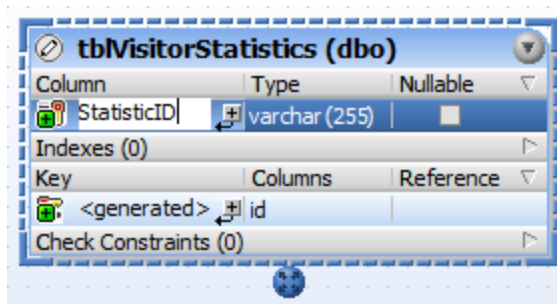 tblVisitorStatistics (dbo)
Column Type Nullable
StatisticID varchar (255)
Indexes (0)
Key Columns Reference
<generated> id
Check Constraints (0)